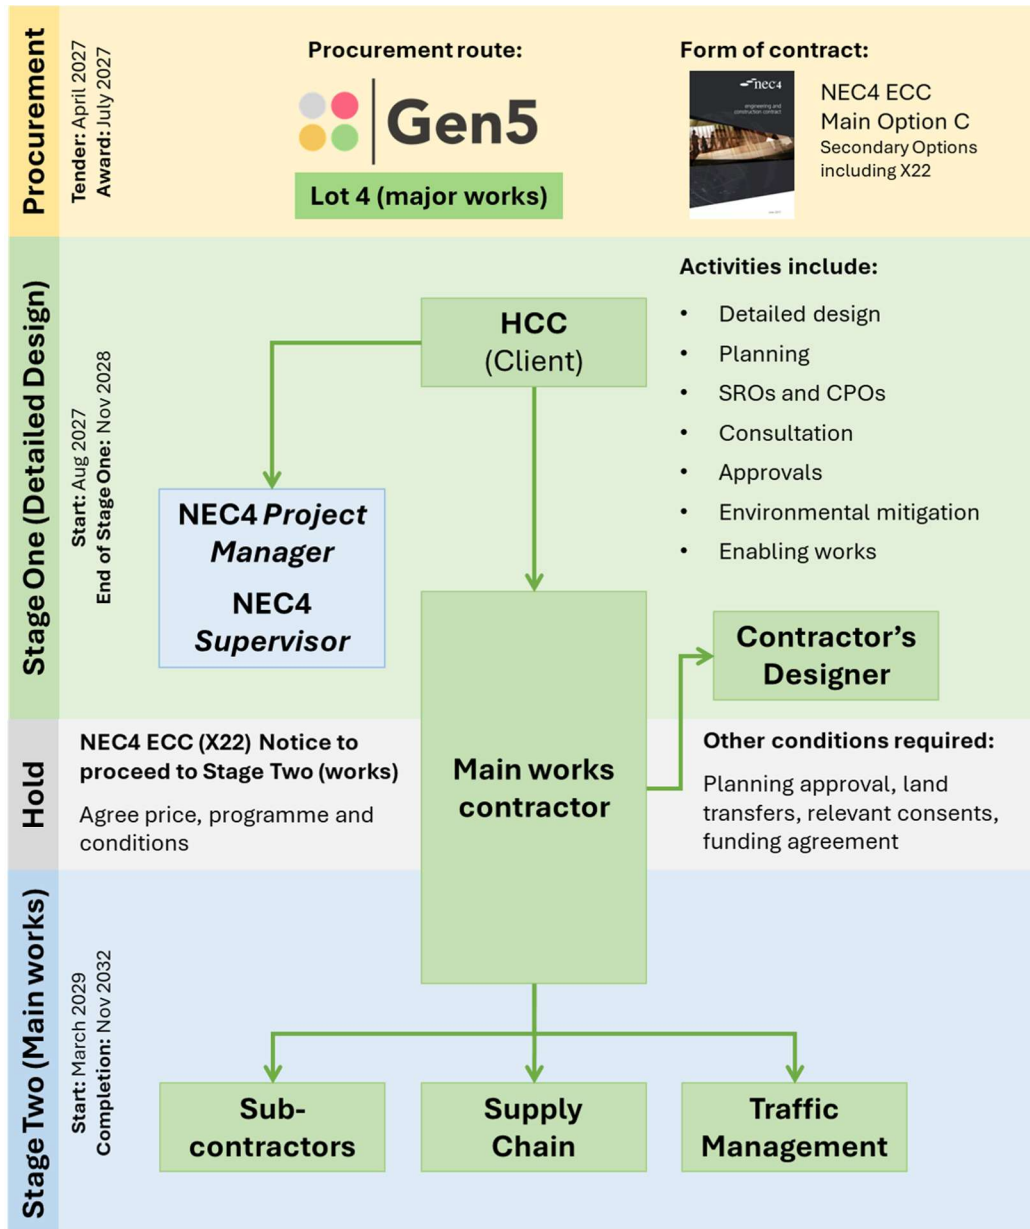 Procurement
Tender: April 2027
Award: July 2027
Procurement route:
Gen5
Lot 4 (major works)
Form of contract:
nec4
engineering and
construction contract
NEC4 ECC
Main Option C
Secondary Options
including X22
Stage One (Detailed Design)
Start: Aug 2027
End of Stage One: Nov 2028
HCC
(Client)
Activities include:
• Detailed design
• Planning
• SROs and CPOs
• Consultation
• Approvals
• Environmental mitigation
• Enabling works
NEC4 Project
Manager
NEC4
Supervisor
Contractor’s
Designer
Hold
NEC4 ECC (X22) Notice to
proceed to Stage Two (works)
Agree price, programme and
conditions
Main works
contractor
Other conditions required:
Planning approval, land
transfers, relevant consents,
funding agreement
Stage Two (Main works)
Start: March 2029
Completion: Nov 2032
Sub-
contractors
Supply
Chain
Traffic
Management